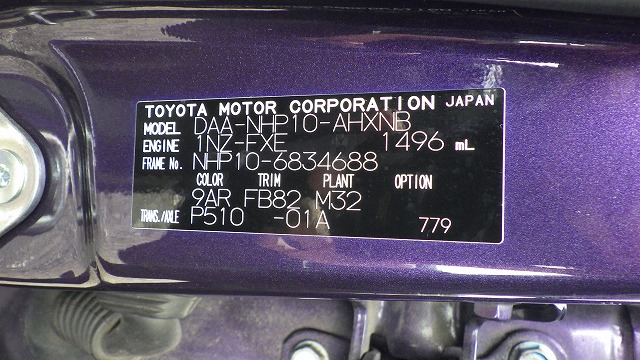 TOYOTA MOTOR CORPORATION JAPAN
MODEL DAA-NHP10-AHXNB
ENGINE 1NZ-FXE 1496 mL
FRAME No. NHP10-6834688
COLOR TRIM PLANT OPTION
9AR FB82 M32
TRANS./AXLE P510 -01A 779